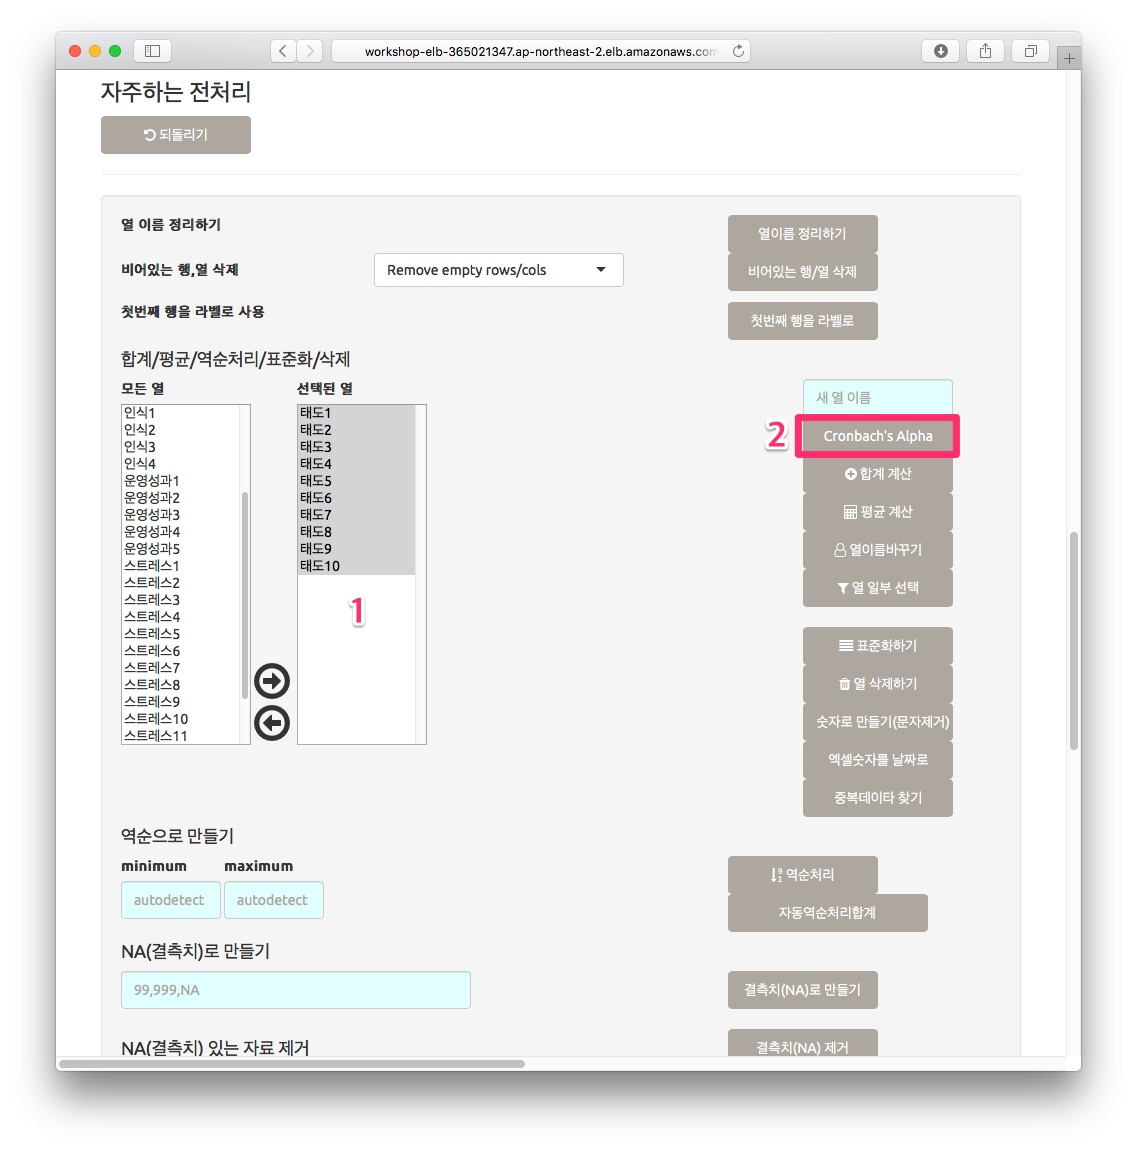 workshop-elb-365021347.ap-northeast-2.elb.amazonaws.com
자주하는 전처리
되돌리기
열 이름 정리하기
열이름 정리하기
비어있는 행,열 삭제
Remove empty rows/cols
비어있는 행/열 삭제
첫번째 행을 라벨로 사용
첫번째 행을 라벨로
합계/평균/역순처리/표준화/삭제
모든 열
인식1
인식2
인식3
인식4
운영성과1
운영성과2
운영성과3
운영성과4
운영성과5
스트레스1
스트레스2
스트레스3
스트레스4
스트레스5
스트레스6
스트레스7
스트레스8
스트레스9
스트레스10
스트레스11
선택된 열
태도1
태도2
태도3
태도4
태도5
태도6
태도7
태도8
태도9
태도10
1
새 열 이름
2
Cronbach's Alpha
합계 계산
평균 계산
열이름바꾸기
열 일부 선택
표준화하기
열 삭제하기
숫자로 만들기(문자제거)
엑셀숫자를 날짜로
중복데이타 찾기
역순으로 만들기
minimum
maximum
autodetect
autodetect
역순처리
자동역순처리합계
NA(결측치)로 만들기
99,999,NA
결측치(NA)로 만들기
NA(결측치) 있는 자료 제거
결측치(NA) 제거